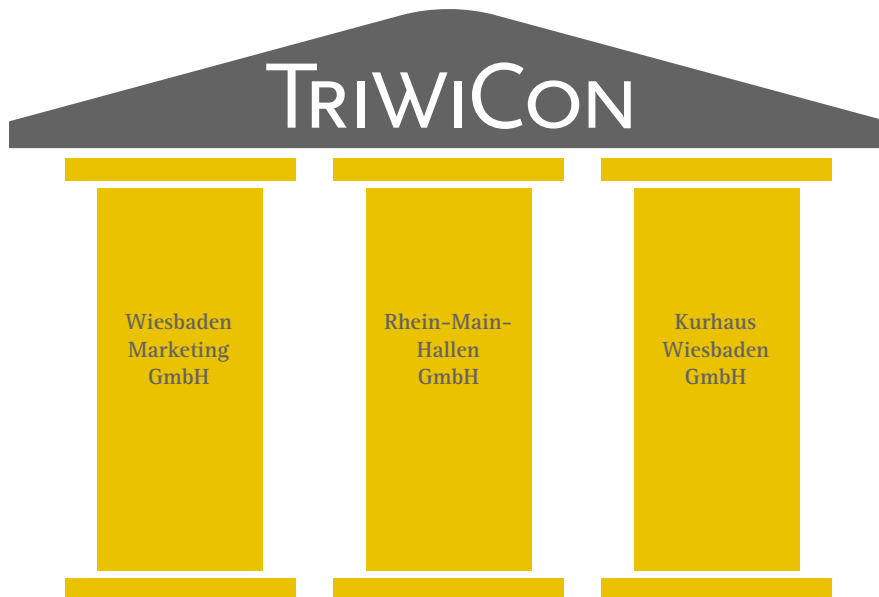 TRIWICON
Wiesbaden
Marketing
GmbH
Rhein-Main-
Hallen
GmbH
Kurhaus
Wiesbaden
GmbH